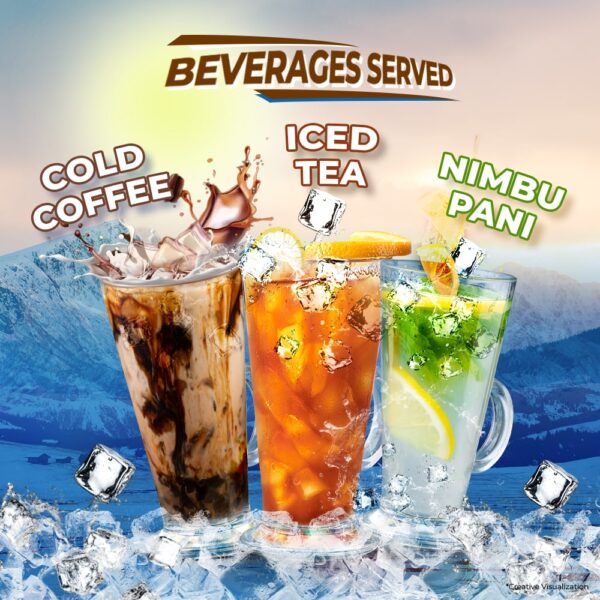 BEVERAGES SERVED
COLD
COFFEE
ICED
TEA
NIMBU
PANI
*Creative Visualization